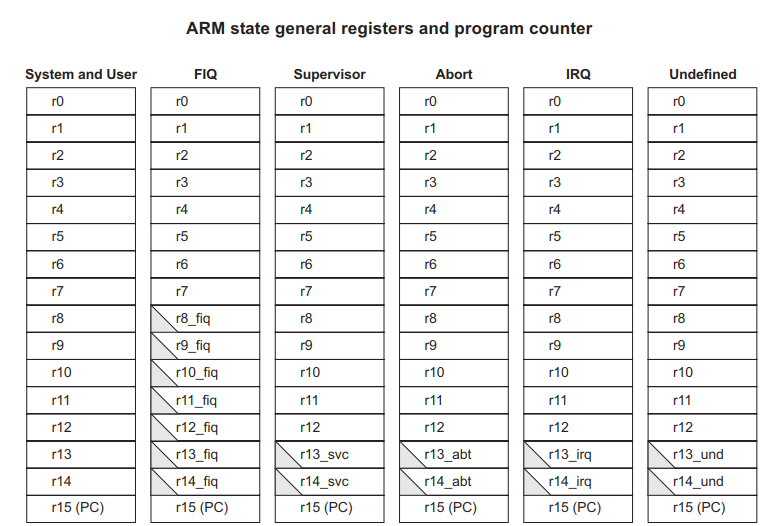 ARM state general registers and program counter
System and User FIQ Supervisor Abort IRQ Undefined
r0 r0 r0 r0 r0 r0
r1 r1 r1 r1 r1 r1
r2 r2 r2 r2 r2 r2
r3 r3 r3 r3 r3 r3
r4 r4 r4 r4 r4 r4
r5 r5 r5 r5 r5 r5
r6 r6 r6 r6 r6 r6
r7 r7 r7 r7 r7 r7
r8 r8_fiq r8 r8 r8 r8
r9 r9_fiq r9 r9 r9 r9
r10 r10_fiq r10 r10 r10 r10
r11 r11_fiq r11 r11 r11 r11
r12 r12_fiq r12 r12 r12 r12
r13 r13_fiq r13_svc r13_abt r13_irq r13_und
r14 r14_fiq r14_svc r14_abt r14_irq r14_und
r15 (PC) r15 (PC) r15 (PC) r15 (PC) r15 (PC) r15 (PC)